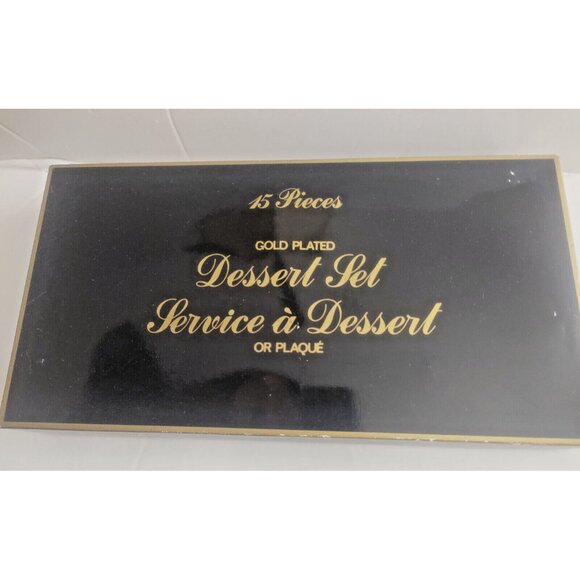 15 Pieces
GOLD PLATED
Dessert Set
Service à Dessert
OR PLAQUÉ